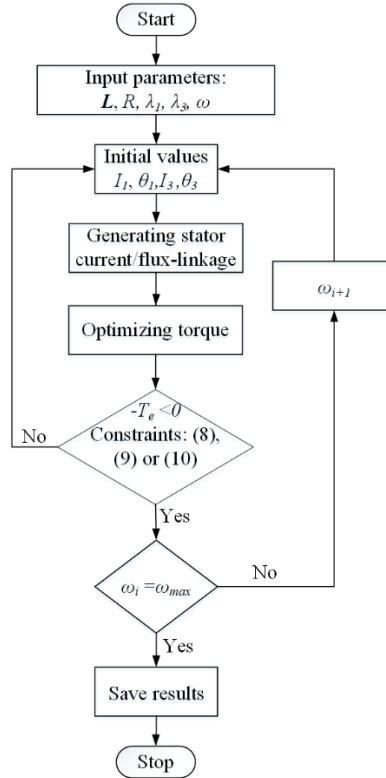 Start
Input parameters:
L, R, λ1, λ3, ω
Initial values
I1, θ1,I3,θ3
Generating stator
current/flux-linkage
ωi+1
Optimizing torque
-Te<0
Constraints: (8),
(9) or (10)
No
Yes
ωi =ωmax
No
Yes
Save results
Stop